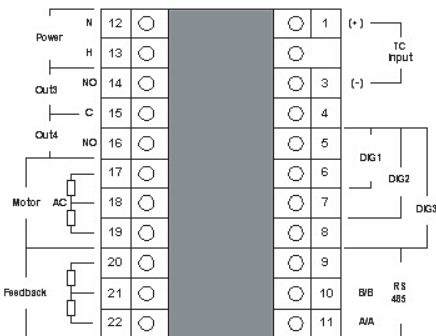 N 12 1 (+)
Power
H 13
TC
Input
Out3
NO 14 3 (-)
C 15 4
Out4
NO 16 5
17 6 DIG1
Motor AC 18 7 DIG2
DIG3
19 8
20 9
Feedback 21 10 B/B RS
485
22 11 A/A